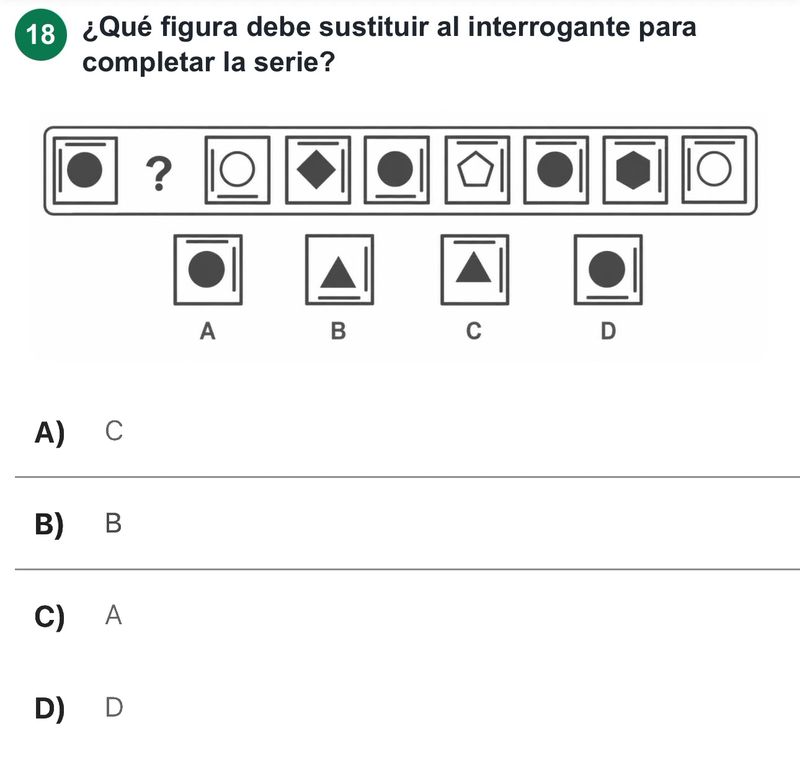 18 ¿Qué figura debe sustituir al interrogante para
completar la serie?
?
A B C D
A) C
B) B
C) A
D) D